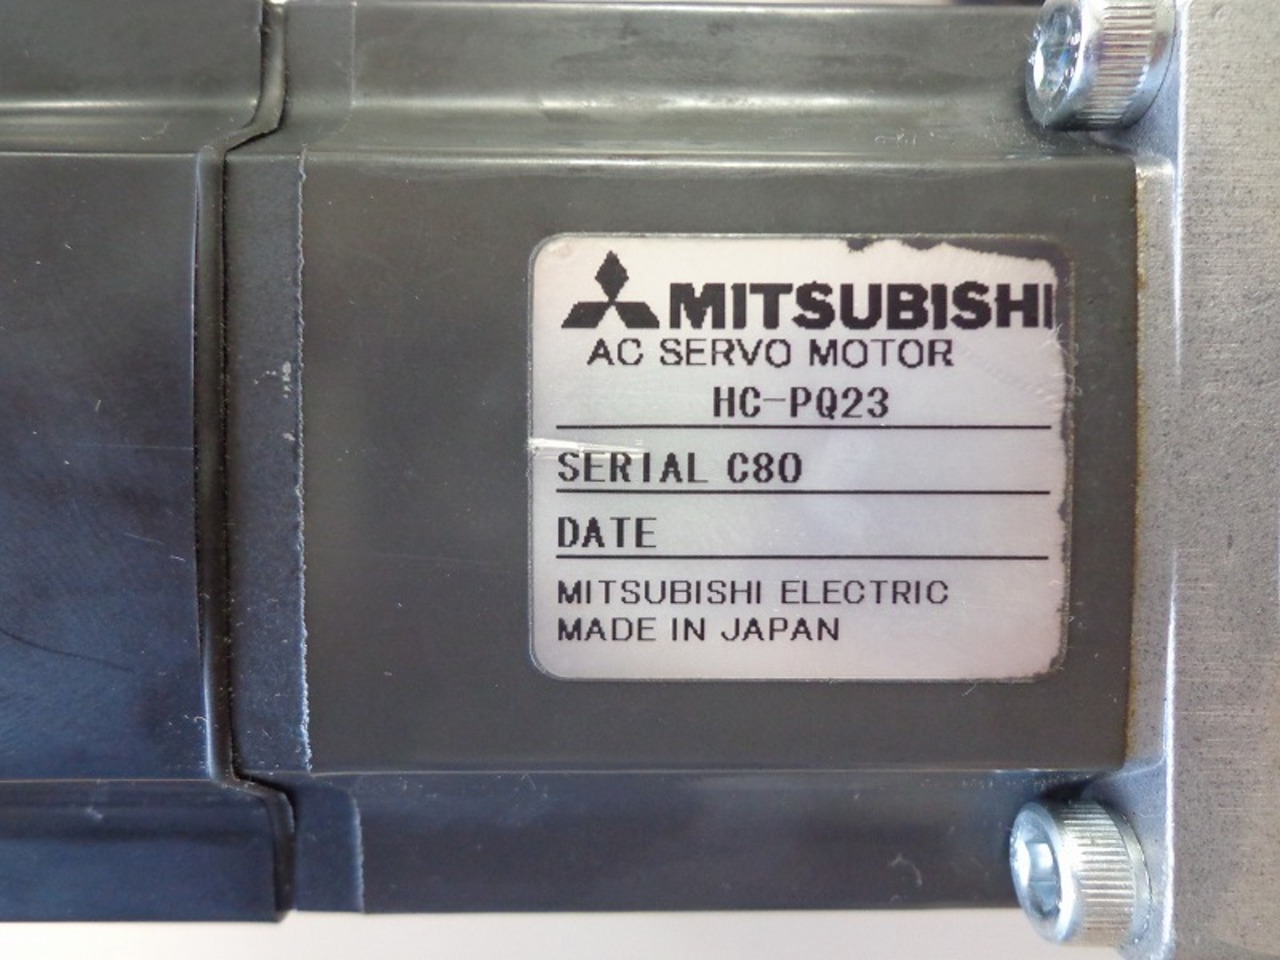 MITSUBISHI
AC SERVO MOTOR
HC-PQ23
SERIAL C80
DATE
MITSUBISHI ELECTRIC
MADE IN JAPAN